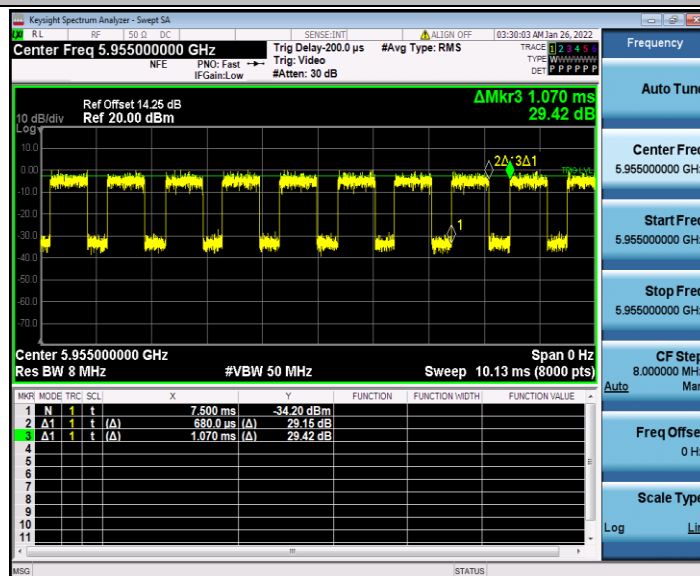 Keysight Spectrum Analyzer - Swept SA
RL RF 50 Ω DC SENSE:INT ALIGN OFF 03:30:03 AM Jan 26, 2022
Center Freq 5.955000000 GHz
NFE PNO: Fast IFGain:Low
Trig Delay-200.0 µs #Avg Type: RMS
Trig: Video
#Atten: 30 dB
TRACE 1 2 3 4 5 6
TYPE WWWWWW
DET P P P P P P
ΔMkr3 1.070 ms
29.42 dB
Ref Offset 14.25 dB
10 dB/div Ref 20.00 dBm
Log
10.0
0.00
-10.0
-20.0
-30.0
-40.0
-50.0
-60.0
-70.0
2Δ1 3Δ1
TRIG LVL
1
Center 5.955000000 GHz Span 0 Hz
Res BW 8 MHz #VBW 50 MHz Sweep 10.13 ms (8000 pts)
MKR MODE TRC SCL X Y FUNCTION FUNCTION WIDTH FUNCTION VALUE
1 N 1 t 7.500 ms -34.20 dBm
2 Δ1 1 t (Δ) 680.0 µs (Δ) 29.15 dB
3 Δ1 1 t (Δ) 1.070 ms (Δ) 29.42 dB
4
5
6
7
8
9
10
11
MSG STATUS
Frequency
Auto Tune
Center Freq
5.955000000 GHz
Start Freq
5.955000000 GHz
Stop Freq
5.955000000 GHz
CF Step
8.000000 MHz
Auto Man
Freq Offset
0 Hz
Scale Type
Log Lin